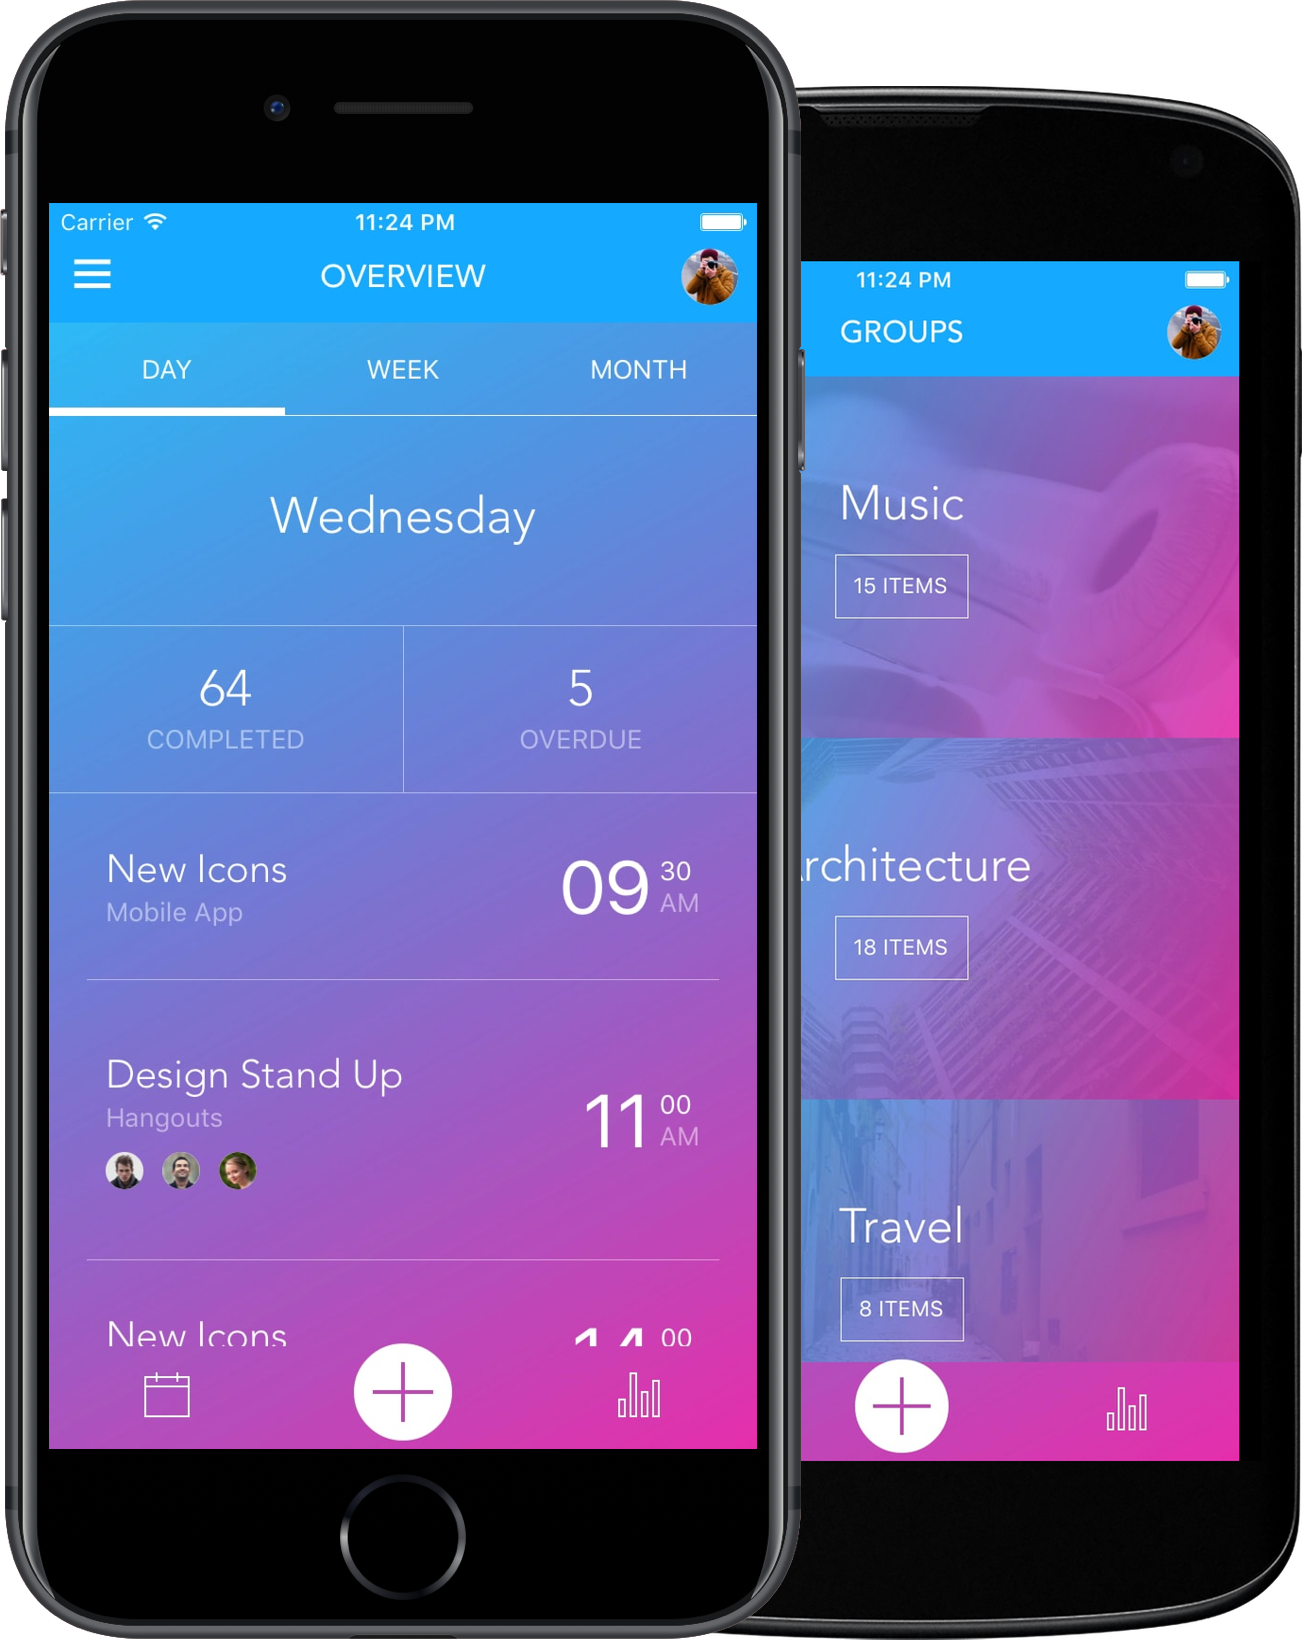 Carrier
11:24 PM
OVERVIEW
DAY WEEK MONTH
Wednesday
64
COMPLETED
5
OVERDUE
New Icons
Mobile App
09 30
AM
Design Stand Up
Hangouts
11 00
AM
New Icons
14 00
11:24 PM
GROUPS
Music
15 ITEMS
rchitecture
18 ITEMS
Travel
8 ITEMS